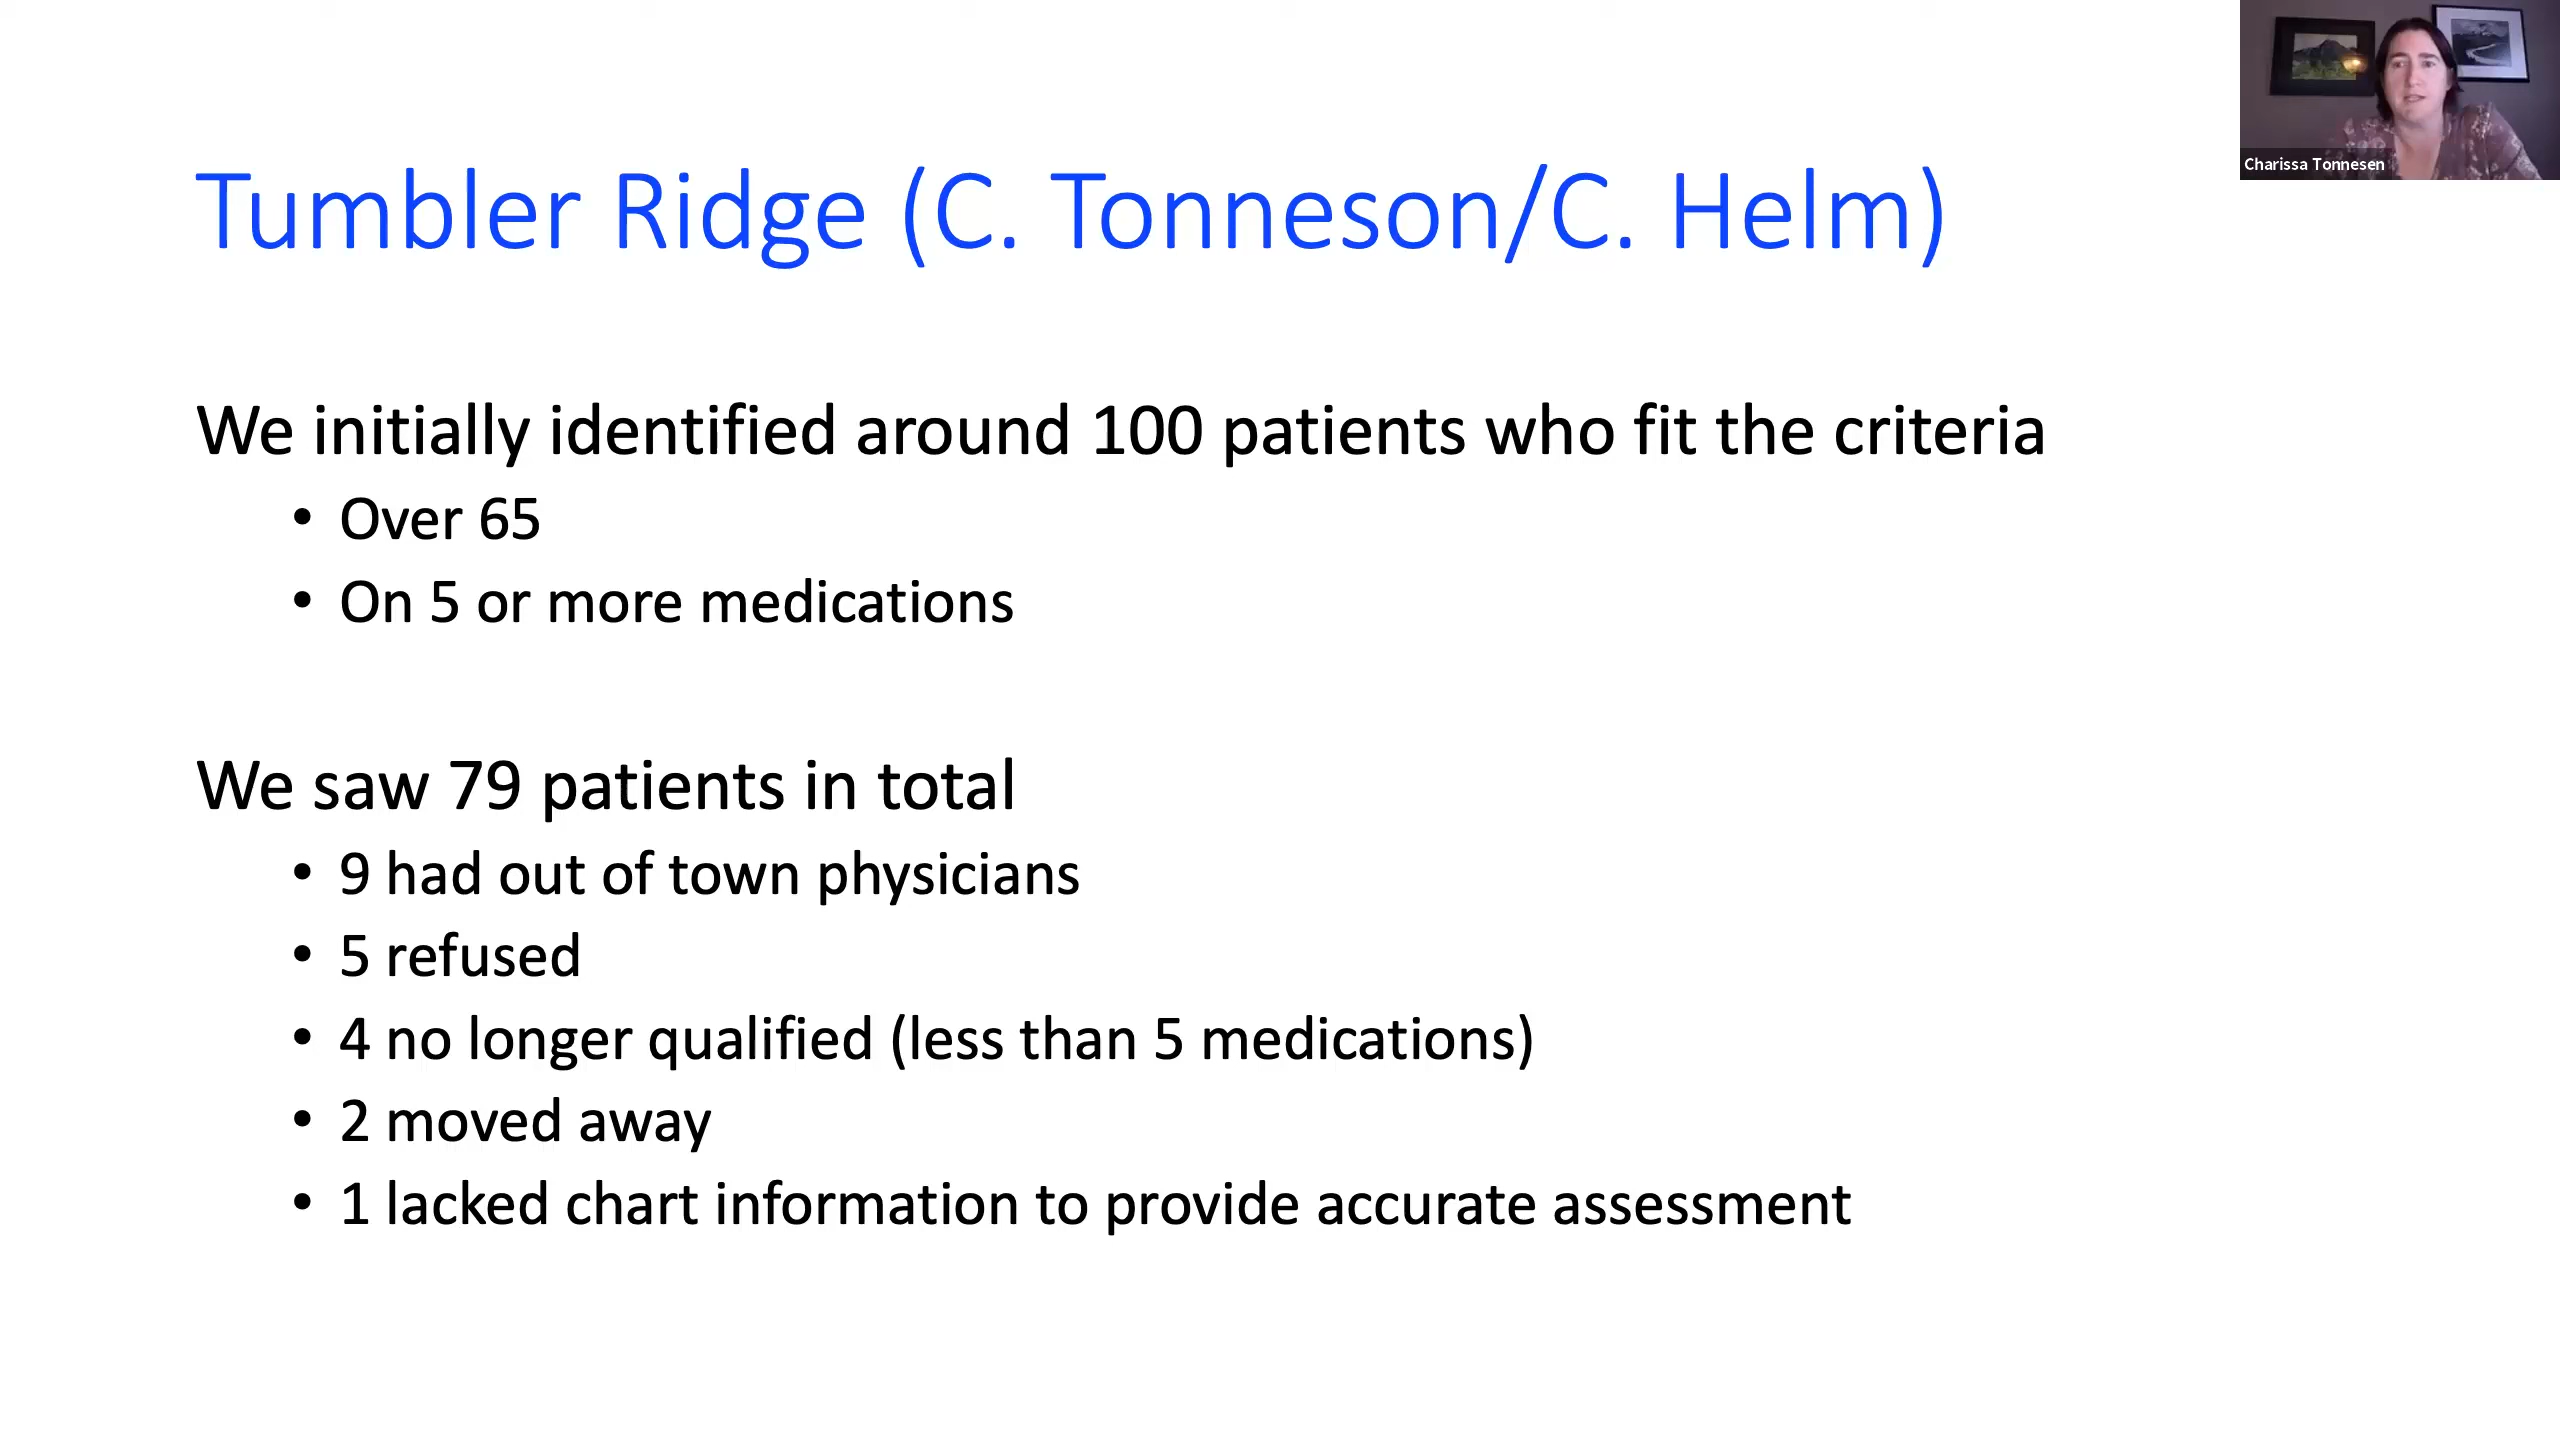 Charissa Tonnesen
Tumbler Ridge (C. Tonneson/C. Helm)
We initially identified around 100 patients who fit the criteria
• Over 65
• On 5 or more medications
We saw 79 patients in total
• 9 had out of town physicians
• 5 refused
• 4 no longer qualified (less than 5 medications)
• 2 moved away
• 1 lacked chart information to provide accurate assessment